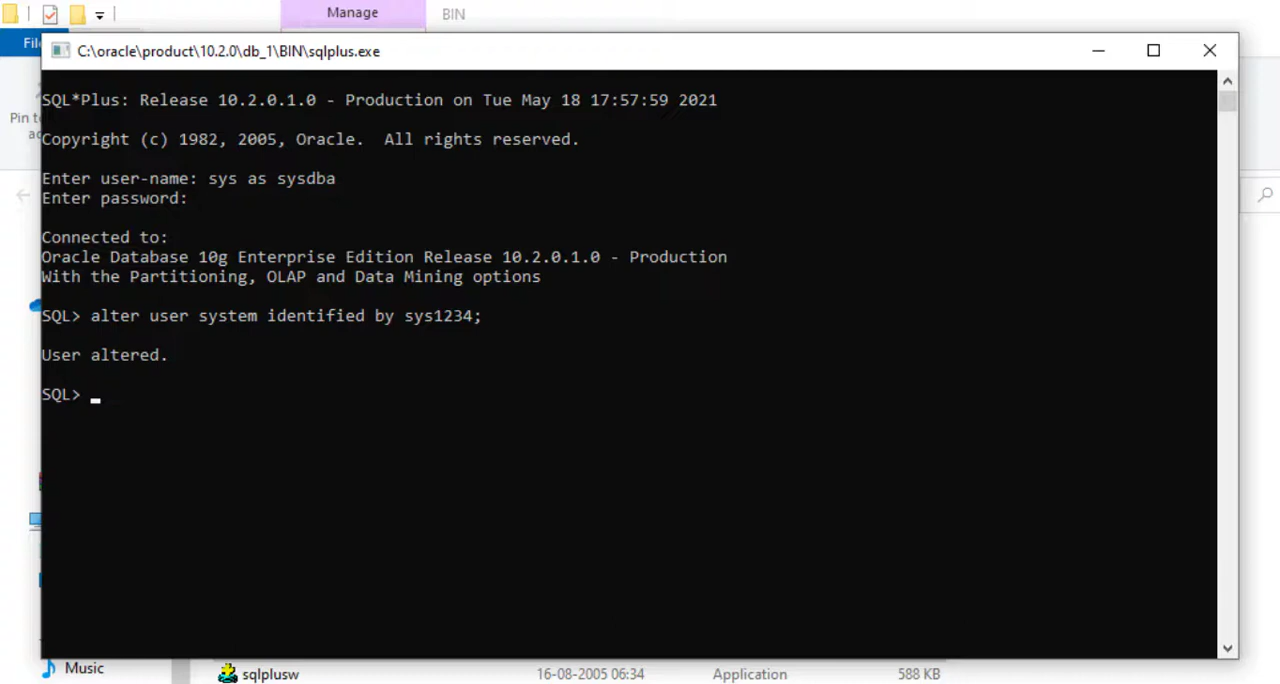 Manage
BIN
Fil
C:\oracle\product\10.2.0\db_1\BIN\sqlplus.exe
Pin to
SQL*Plus: Release 10.2.0.1.0 - Production on Tue May 18 17:57:59 2021
Copyright (c) 1982, 2005, Oracle.  All rights reserved.
Enter user-name: sys as sysdba
Enter password:
Connected to:
Oracle Database 10g Enterprise Edition Release 10.2.0.1.0 - Production
With the Partitioning, OLAP and Data Mining options
SQL> alter user system identified by sys1234;
User altered.
SQL> _
Music
sqlplusw 16-08-2005 06:34 Application 588 KB